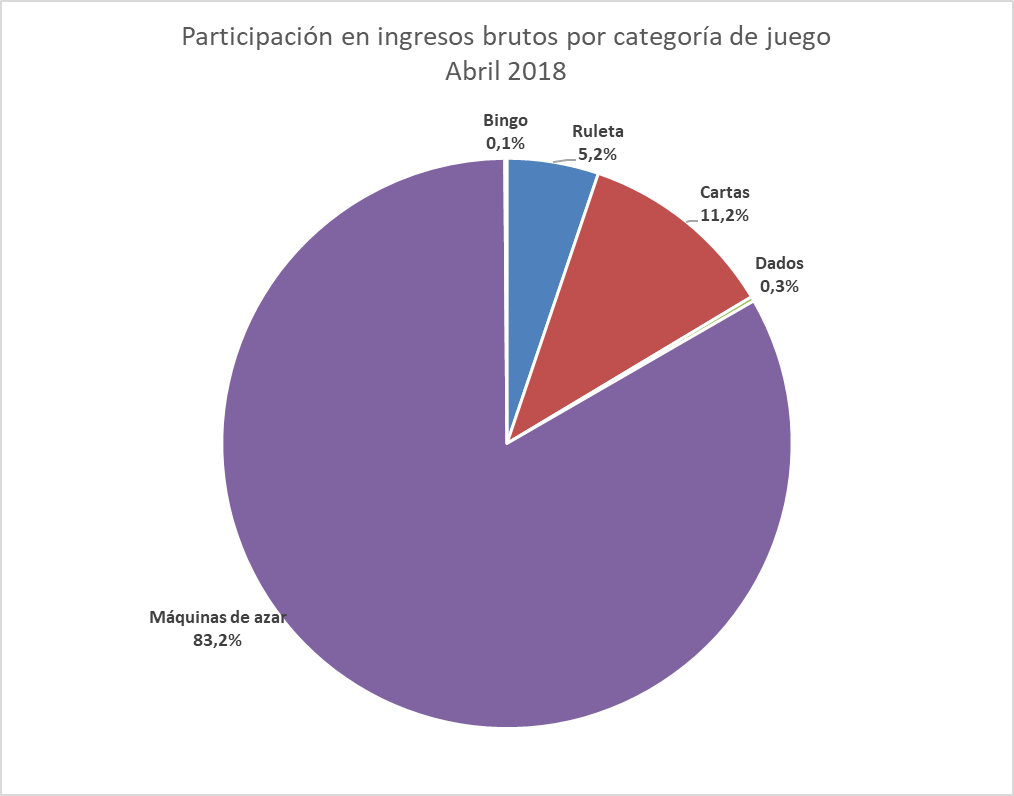 Participación en ingresos brutos por categoría de juego
Abril 2018
Bingo
0,1%
Ruleta
5,2%
Cartas
11,2%
Dados
0,3%
Máquinas de azar
83,2%